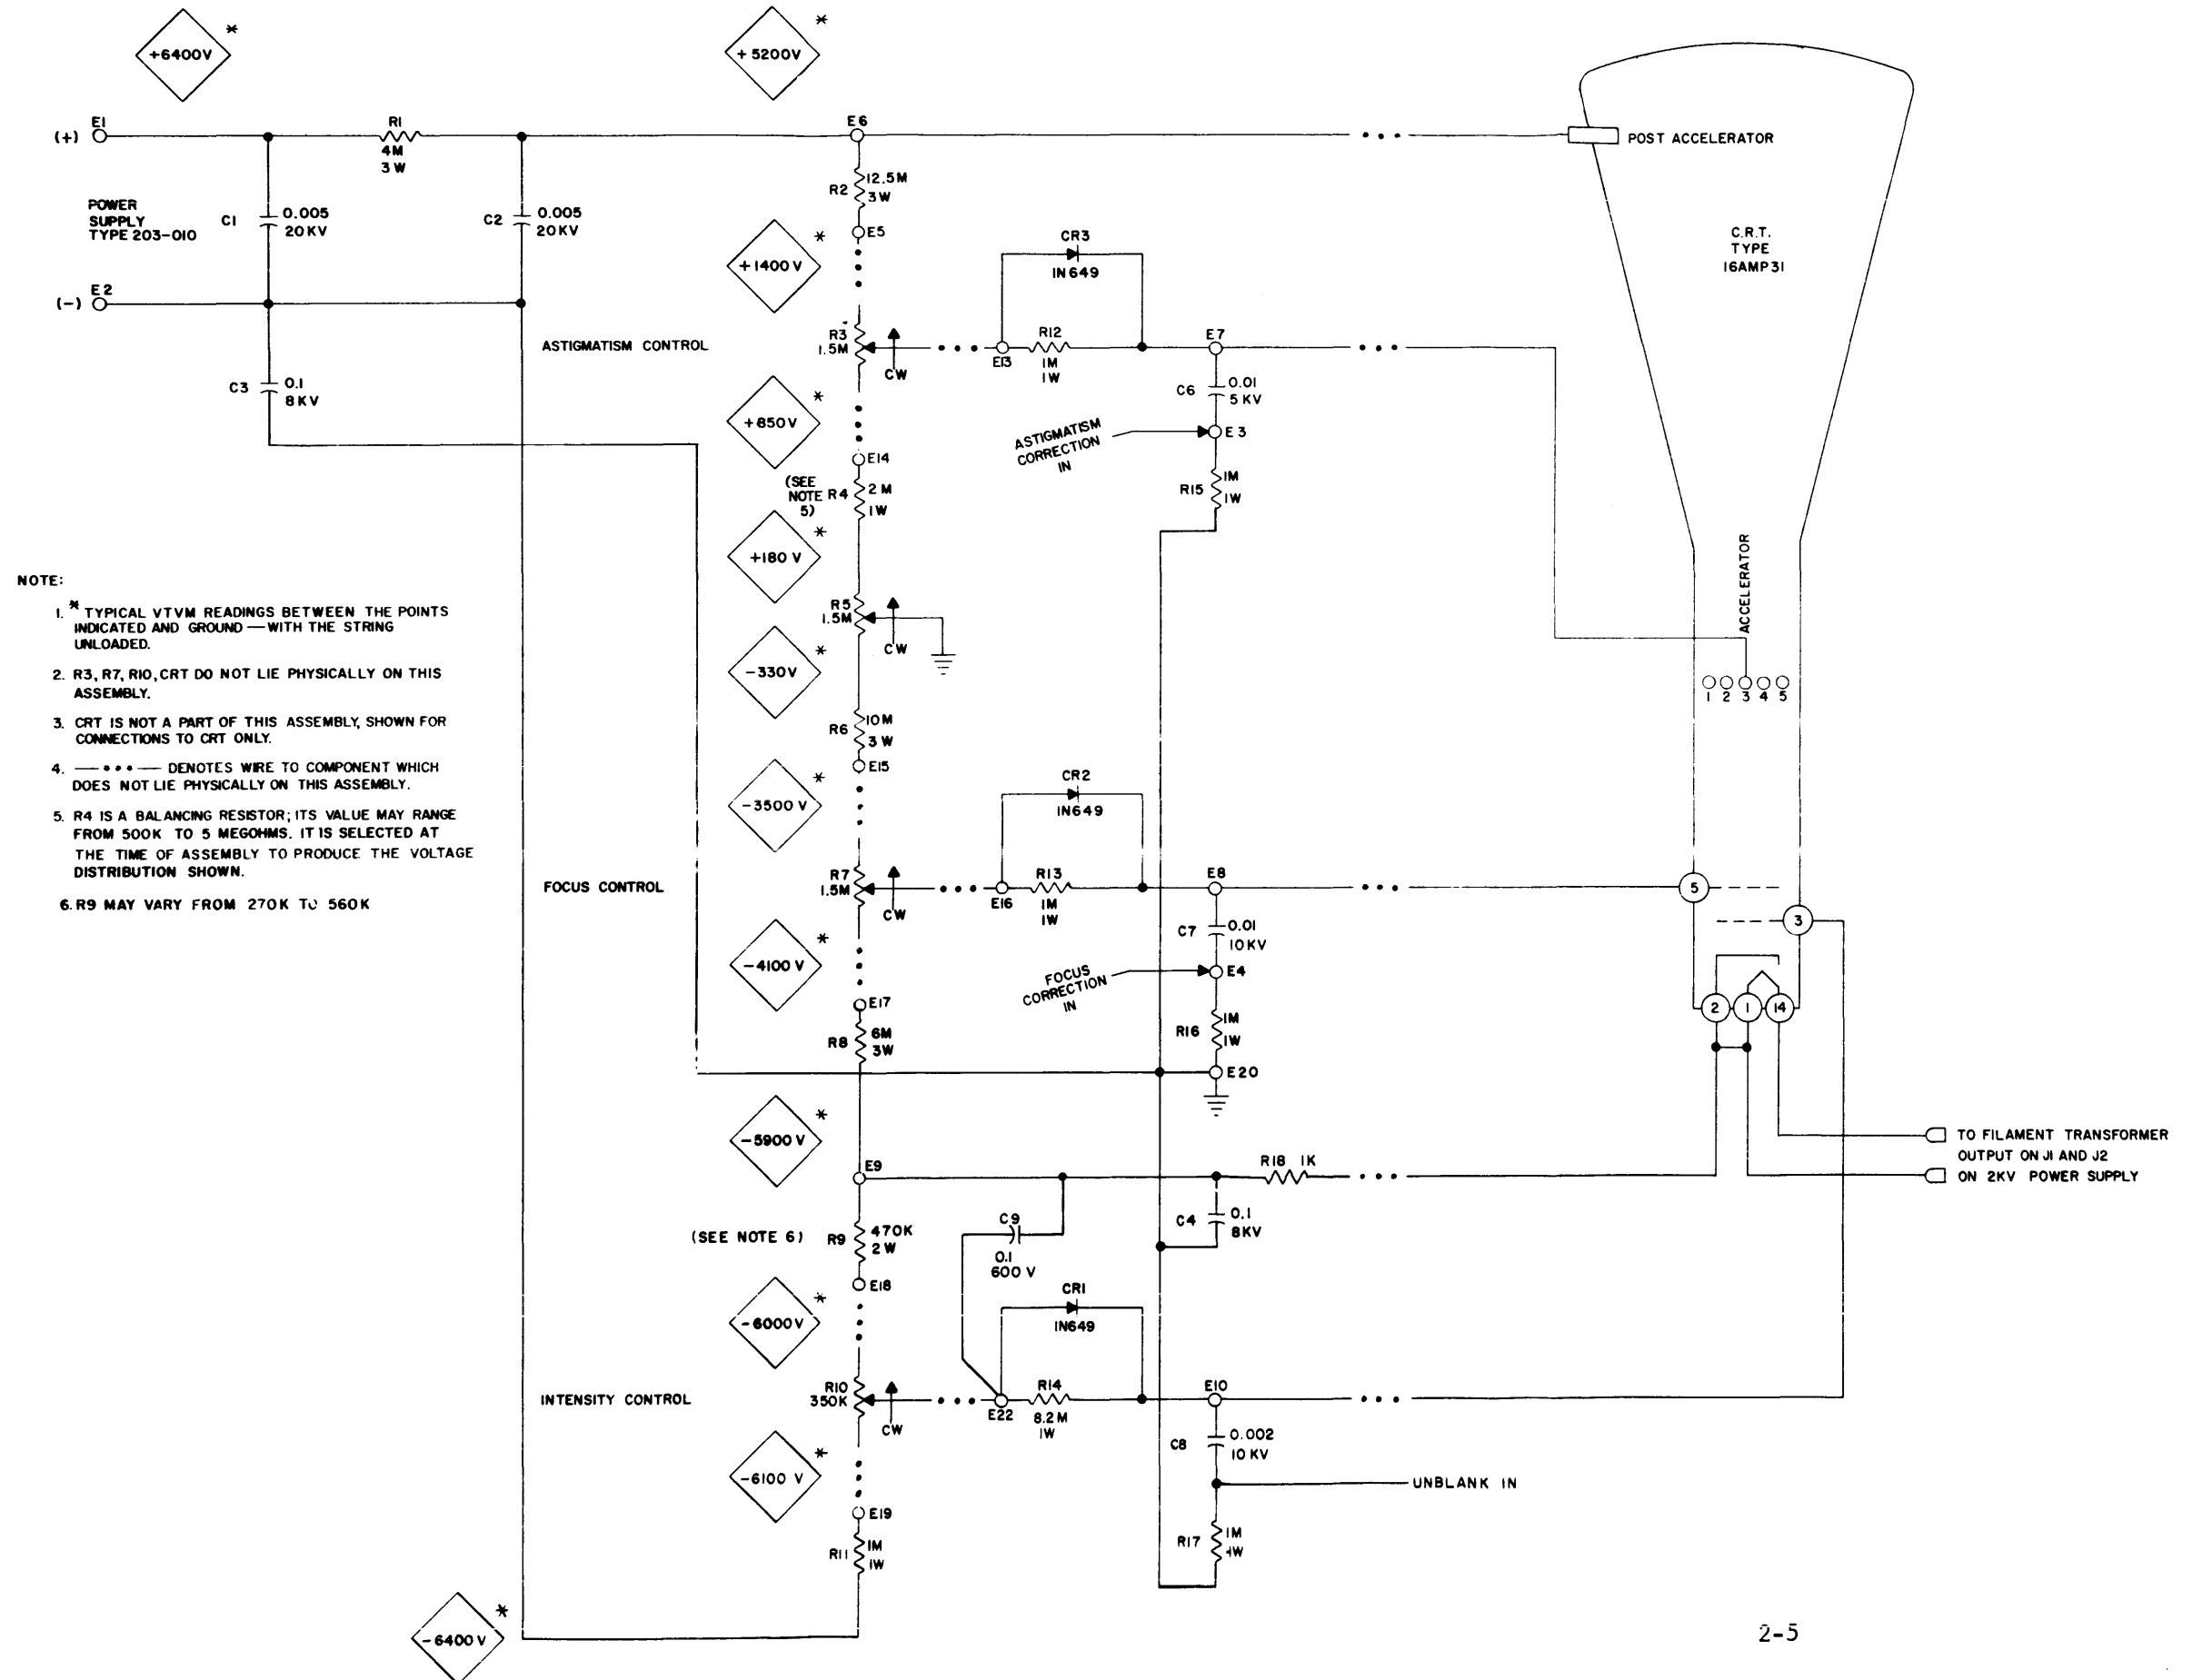 +6400V *
+5200V *
E1
(+)
R1
4M
3W
E6
POST ACCELERATOR
POWER
SUPPLY
TYPE 203-010
C1
0.005
20KV
C2
0.005
20KV
R2
12.5M
3W
E5
C.R.T.
TYPE
16AMP31
+1400V *
CR3
IN649
E2
(-)
ASTIGMATISM CONTROL
R3
1.5M
CW
E13
R12
1M
1W
E7
C3
0.1
8KV
C6
0.01
5KV
+850V *
ASTIGMATISM
CORRECTION
IN
E3
E14
(SEE
NOTE
5)
R4
2M
1W
R15
1M
1W
+180 V *
ACCELERATOR
NOTE:
1. * TYPICAL VTVM READINGS BETWEEN THE POINTS
INDICATED AND GROUND — WITH THE STRING
UNLOADED.
2. R3, R7, R10, CRT DO NOT LIE PHYSICALLY ON THIS
ASSEMBLY.
3. CRT IS NOT A PART OF THIS ASSEMBLY, SHOWN FOR
CONNECTIONS TO CRT ONLY.
4. —•••— DENOTES WIRE TO COMPONENT WHICH
DOES NOT LIE PHYSICALLY ON THIS ASSEMBLY.
5. R4 IS A BALANCING RESISTOR; ITS VALUE MAY RANGE
FROM 500K TO 5 MEGOHMS. IT IS SELECTED AT
THE TIME OF ASSEMBLY TO PRODUCE THE VOLTAGE
DISTRIBUTION SHOWN.
6. R9 MAY VARY FROM 270K TO 560K
R5
1.5M
CW
-330V *
1 2 3 4 5
R6
10M
3W
E15
-3500 V *
CR2
IN649
FOCUS CONTROL
R7
1.5M
CW
E16
R13
1M
1W
E8
5
3
C7
0.01
10KV
-4100 V *
FOCUS
CORRECTION
IN
E4
E17
2 1 14
R8
6M
3W
R16
1M
1W
E20
-5900 V *
TO FILAMENT TRANSFORMER
OUTPUT ON J1 AND J2
ON 2KV POWER SUPPLY
E9
R18 1K
(SEE NOTE 6)
R9
470K
2W
C9
0.1
600 V
C4
0.1
8KV
E18
-6000V *
CR1
IN649
INTENSITY CONTROL
R10
350K
CW
E22
R14
8.2M
1W
E10
C8
0.002
10 KV
-6100 V *
UNBLANK IN
E19
R11
1M
1W
R17
1M
1W
-6400V *
2-5